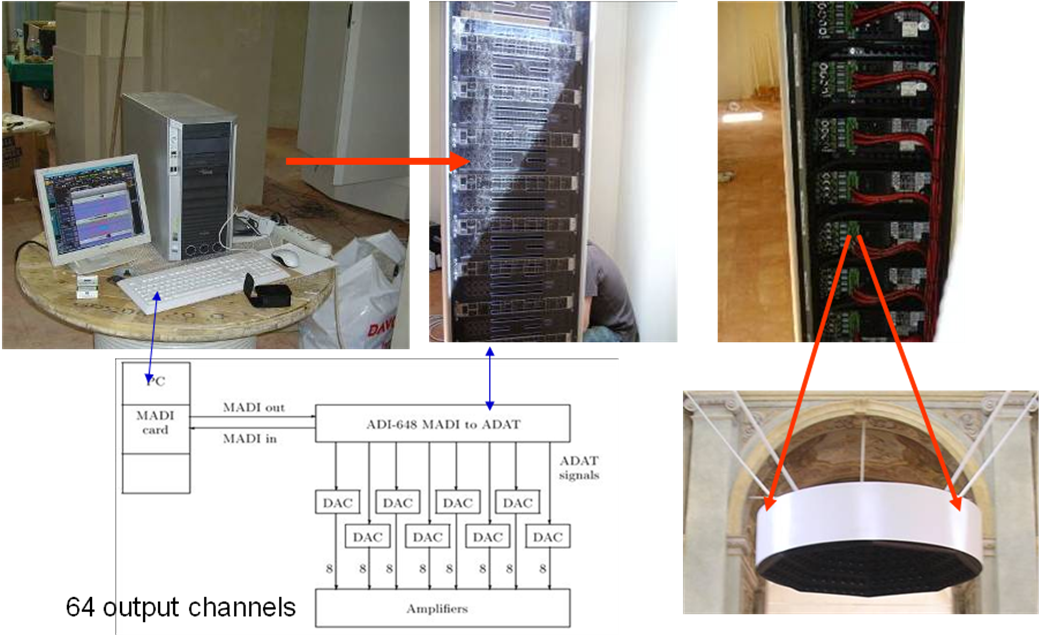 DAV
PC
MADI
card
MADI out
MADI in
ADI-648 MADI to ADAT
ADAT
signals
DAC DAC DAC DAC
DAC DAC DAC DAC
8 8 8 8 8 8 8 8
Amplifiers
64 output channels